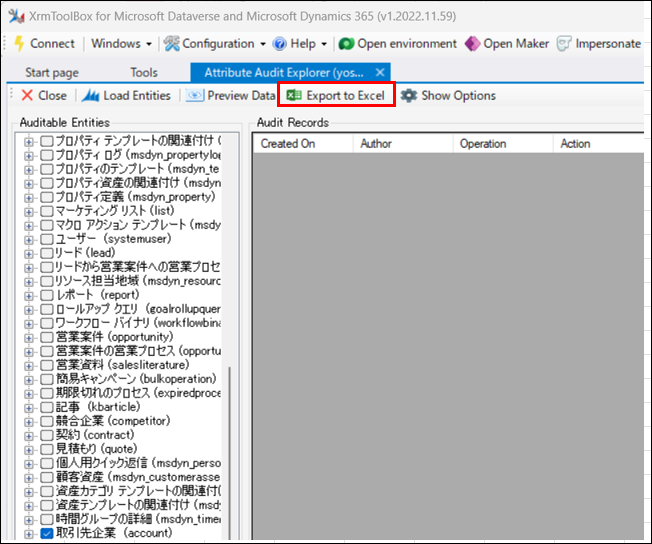 XrmToolBox for Microsoft Dataverse and Microsoft Dynamics 365 (v1.2022.11.59)
Connect Windows Configuration Help Open environment Open Maker Impersonate
Start page Tools Attribute Audit Explorer (yos... ×
Close Load Entities Preview Data Export to Excel Show Options
Auditable Entities Audit Records
Created On Author Operation Action
プロパティ テンプレートの関連付け (
プロパティ ログ (msdyn_propertylo
プロパティのテンプレート (msdyn_te
プロパティ資産の関連付け (msdyn
プロパティ定義 (msdyn_property)
マーケティング リスト (list)
マクロ アクション テンプレート (msdy
ユーザー (systemuser)
リード (lead)
リードから営業案件への営業プロセ
リソース担当地域 (msdyn_resourc
レポート (report)
ロールアップ クエリ (goalrollupquer
ワークフロー バイナリ (workflowbina
営業案件 (opportunity)
営業案件の営業プロセス (opportu
営業資料 (salesliterature)
簡易キャンペーン (bulkoperation)
期限切れのプロセス (expiredproce
記事 (kbarticle)
競合企業 (competitor)
契約 (contract)
見積もり (quote)
個人用クイック返信 (msdyn_perso
顧客資産 (msdyn_customerasse
資産カテゴリ テンプレートの関連付け(
資産テンプレートの関連付け (msd
時間グループの詳細 (msdyn_time
取引先企業 (account)